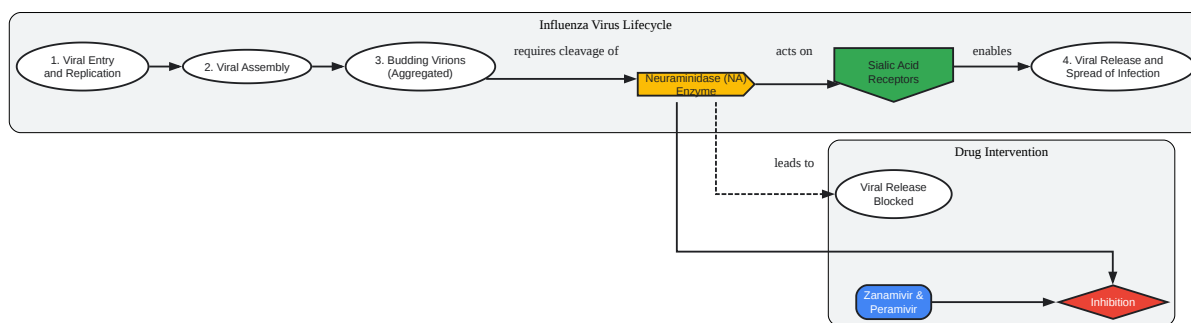 Influenza Virus Lifecycle
1. Viral Entry
and Replication
2. Viral Assembly
3. Budding Virions
(Aggregated)
requires cleavage of
Neuraminidase (NA)
Enzyme
acts on
Sialic Acid
Receptors
enables
4. Viral Release and
Spread of Infection
Drug Intervention
leads to
Viral Release
Blocked
Zanamivir &
Peramivir
Inhibition